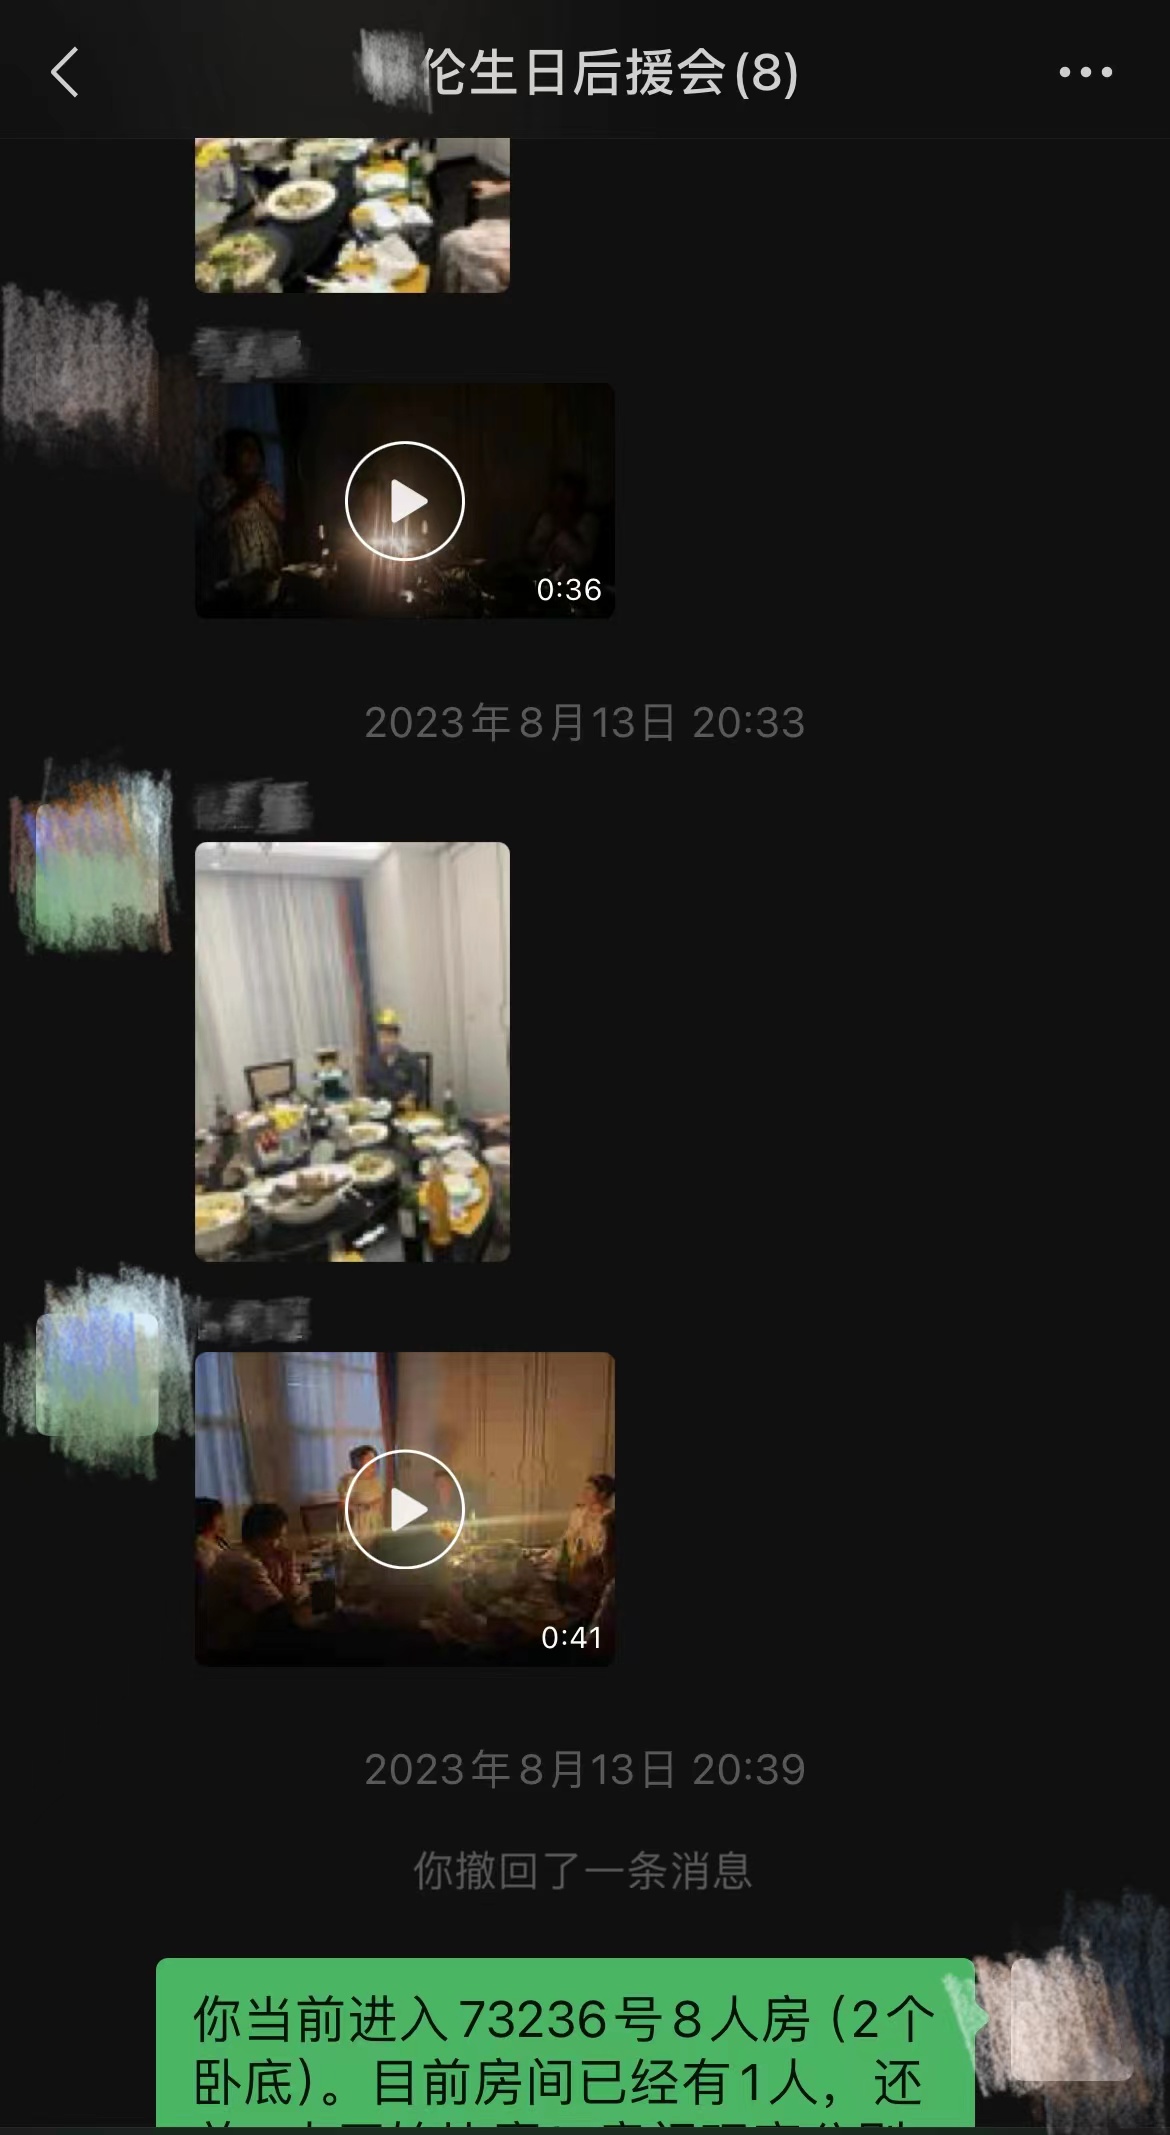 伦生日后援会(8)
0:36
2023年8月13日 20:33
0:41
2023年8月13日 20:39
你撤回了一条消息
你当前进入73236号8人房（2个
卧底）。目前房间已经有1人，还